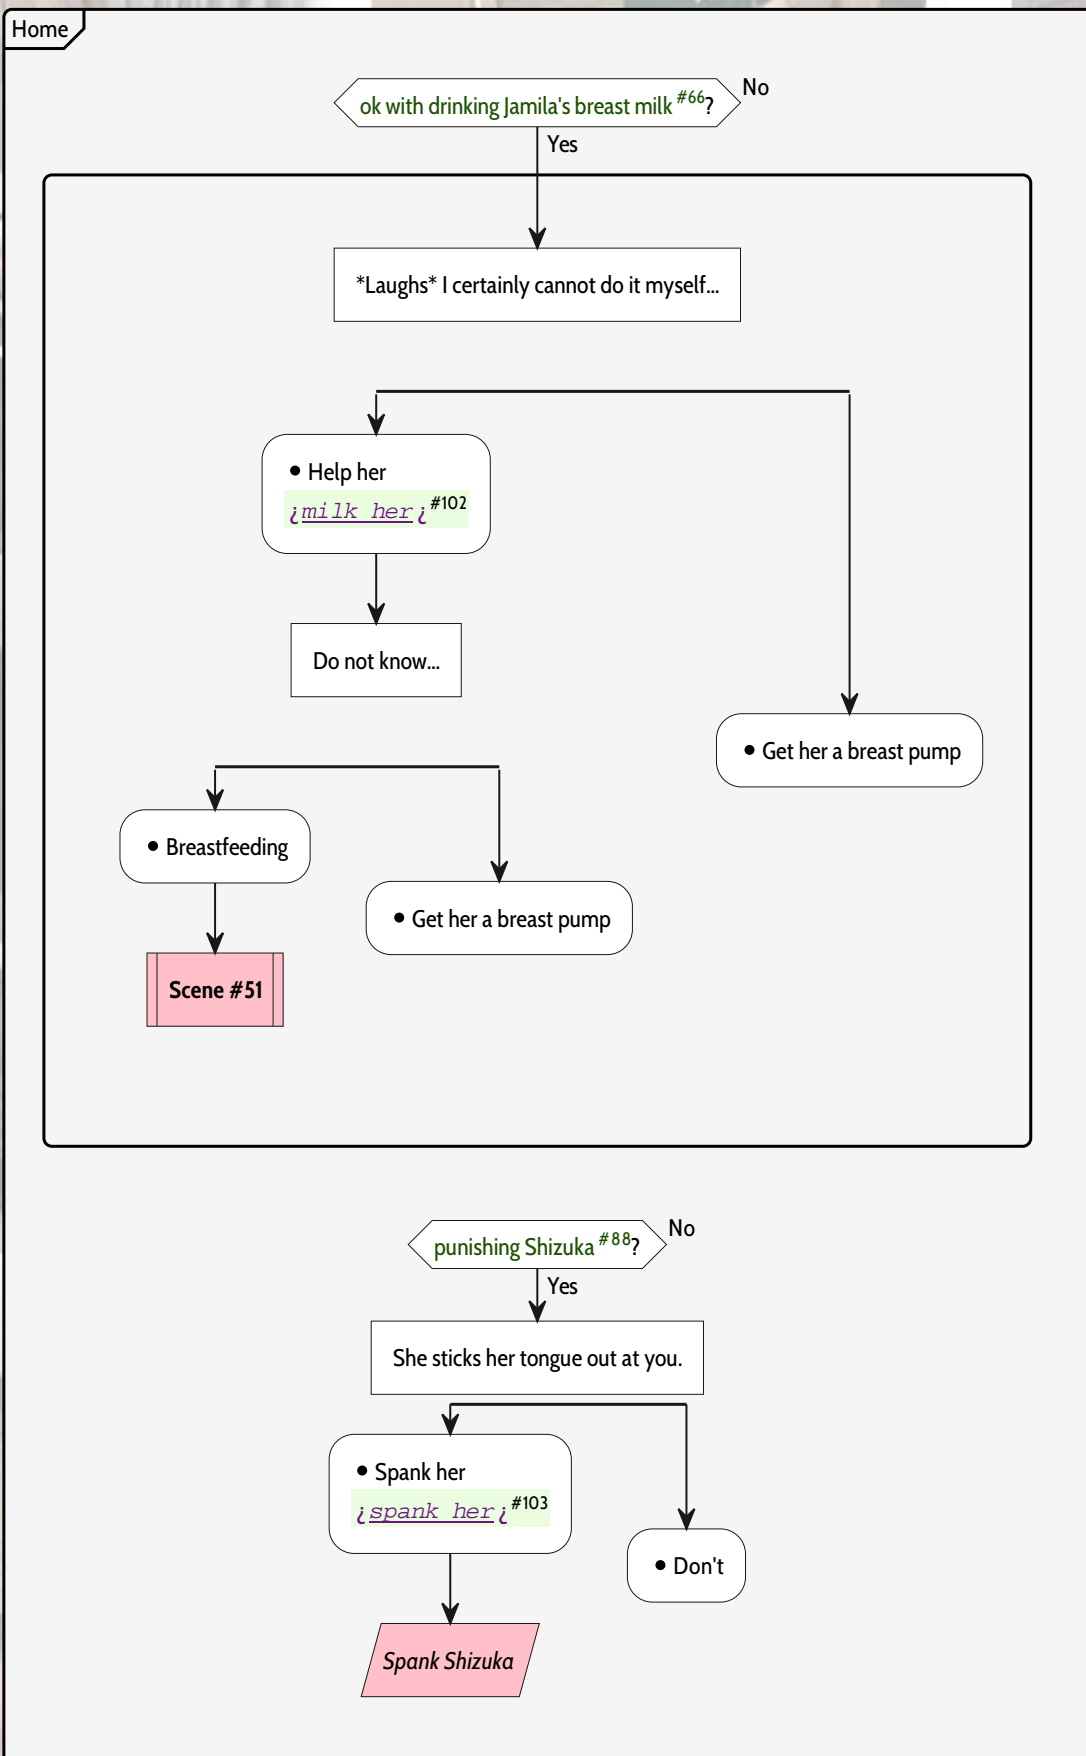 Home
ok with drinking Jamila's breast milk #66?
No
Yes
*Laughs* I certainly cannot do it myself...
• Help her
¿milk her¿#102
Do not know...
• Get her a breast pump
• Breastfeeding
• Get her a breast pump
Scene #51
punishing Shizuka #88?
No
Yes
She sticks her tongue out at you.
• Spank her
¿spank her¿#103
• Don't
Spank Shizuka